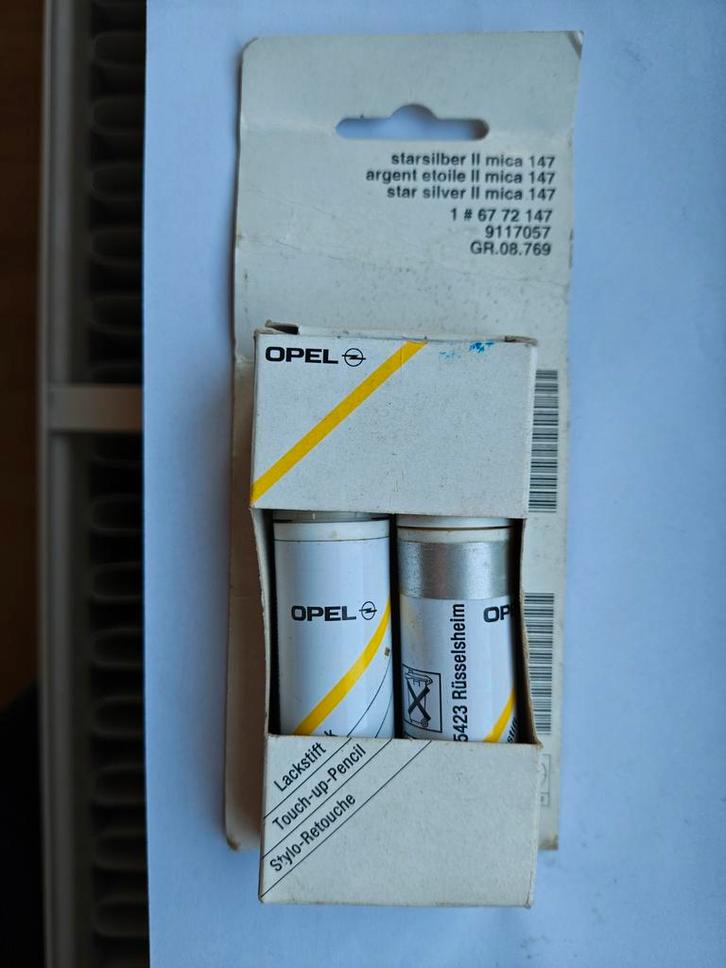 starsilber II mica 147
argent etoile II mica 147
star silver II mica 147
1 # 67 72 147
9117057
GR.08.769
OPEL
OPEL
5423 Rüsselsheim
OP
Lackstift
Touch-up-Pencil
Stylo-Retouche